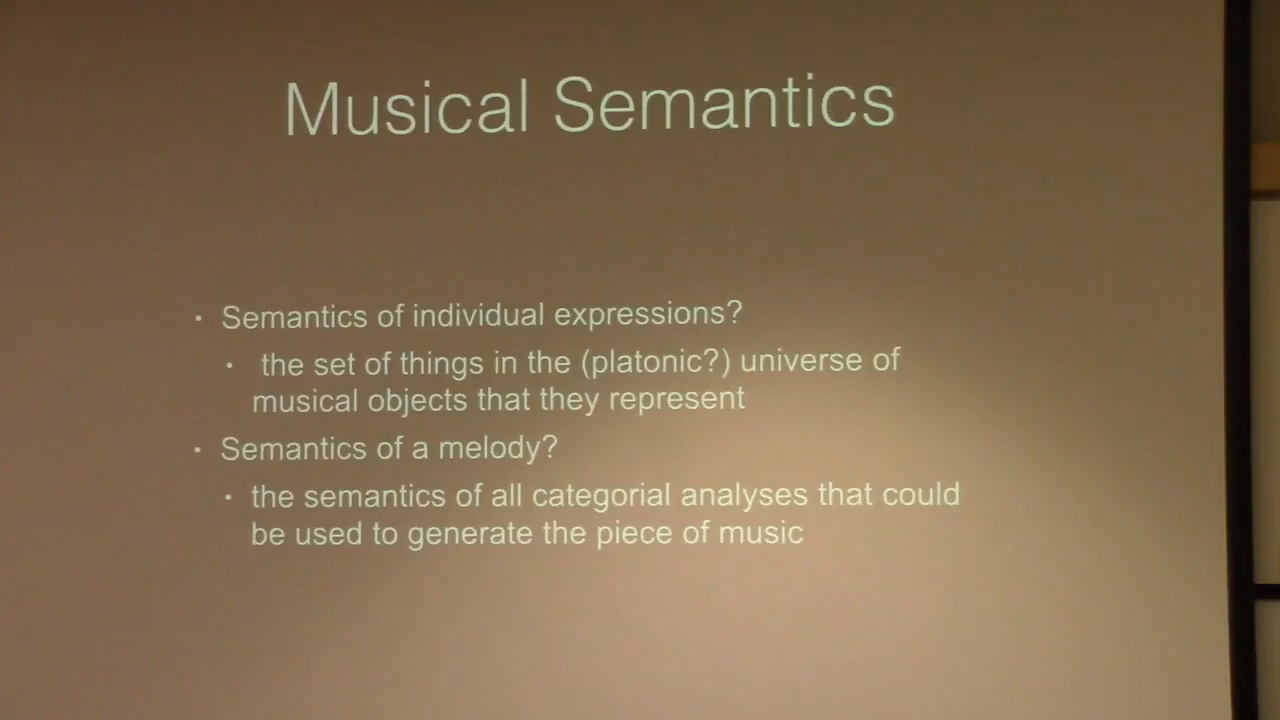 Musical Semantics
· Semantics of individual expressions?
· the set of things in the (platonic?) universe of
musical objects that they represent
· Semantics of a melody?
· the semantics of all categorial analyses that could
be used to generate the piece of music